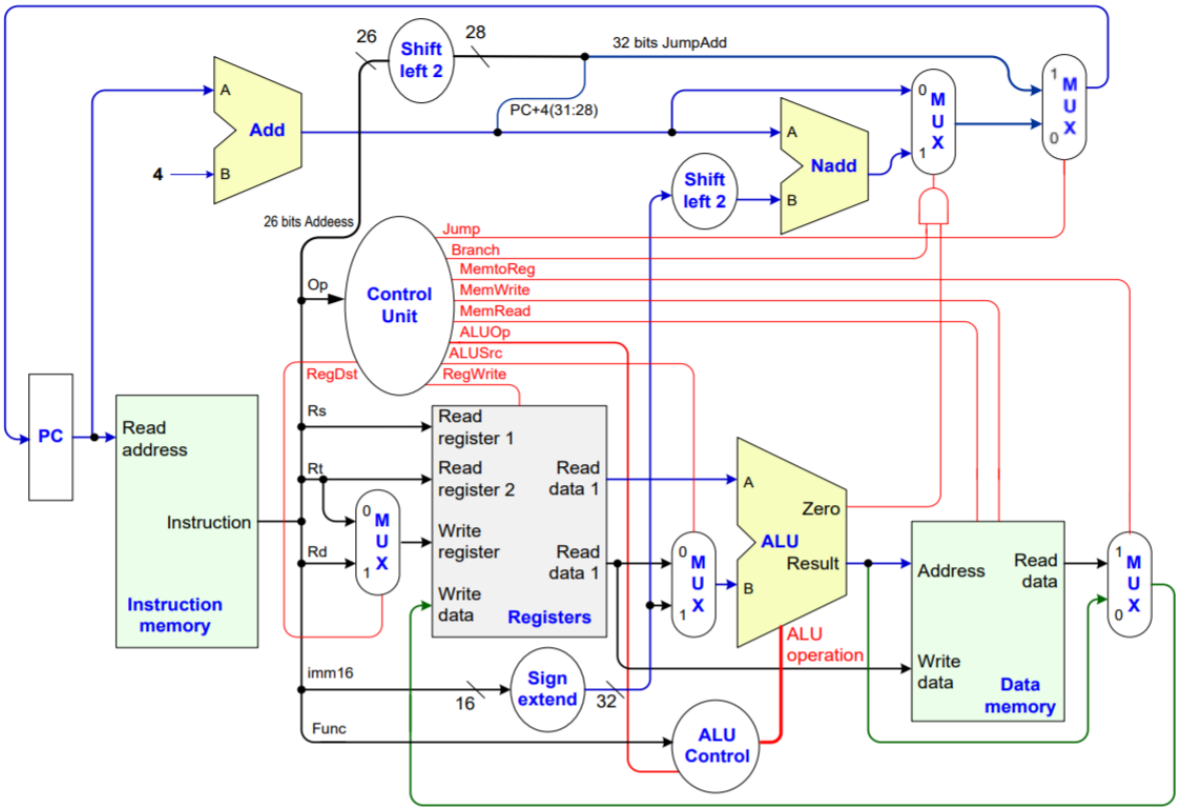 26
28
Shift
left 2
32 bits JumpAdd
1
M
U
X
0
A
Add
B
4
PC+4(31:28)
0
M
U
X
1
A
Nadd
B
Shift
left 2
26 bits Addeess
Jump
Branch
MemtoReg
MemWrite
MemRead
ALUOp
ALUSrc
RegWrite
Op
Control
Unit
RegDst
PC
Read
address
Instruction
Instruction
memory
Rs
Rt
Rd
0
M
U
X
1
Read
register 1
Read
register 2
Write
register
Write
data
Read
data 1
Read
data 1
Registers
0
M
U
X
1
A
Zero
ALU
Result
B
ALU
operation
Address
Read
data
Write
data
Data
memory
1
M
U
X
0
imm16
16
Sign
extend
32
Func
ALU
Control